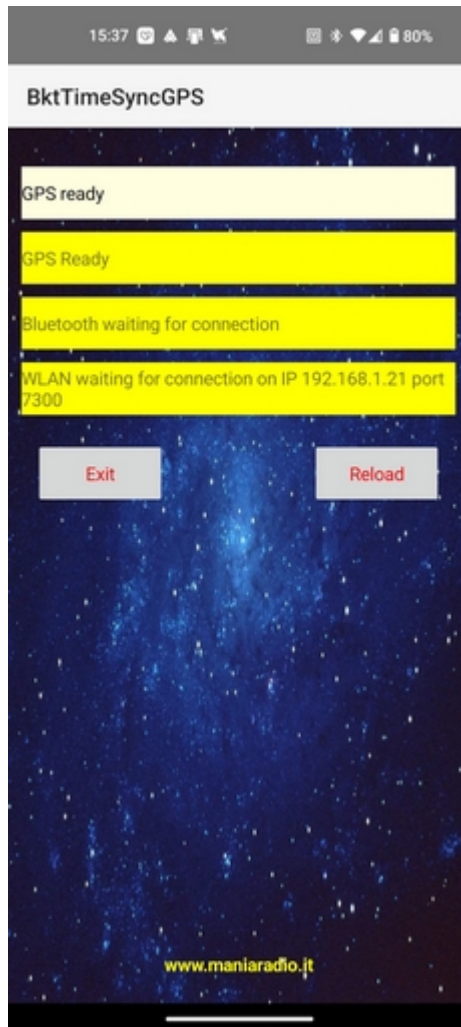 15:37
80%
BktTimeSyncGPS
GPS ready
GPS Ready
Bluetooth waiting for connection
WLAN waiting for connection on IP 192.168.1.21 port
7300
Exit
Reload
www.maniaradio.it